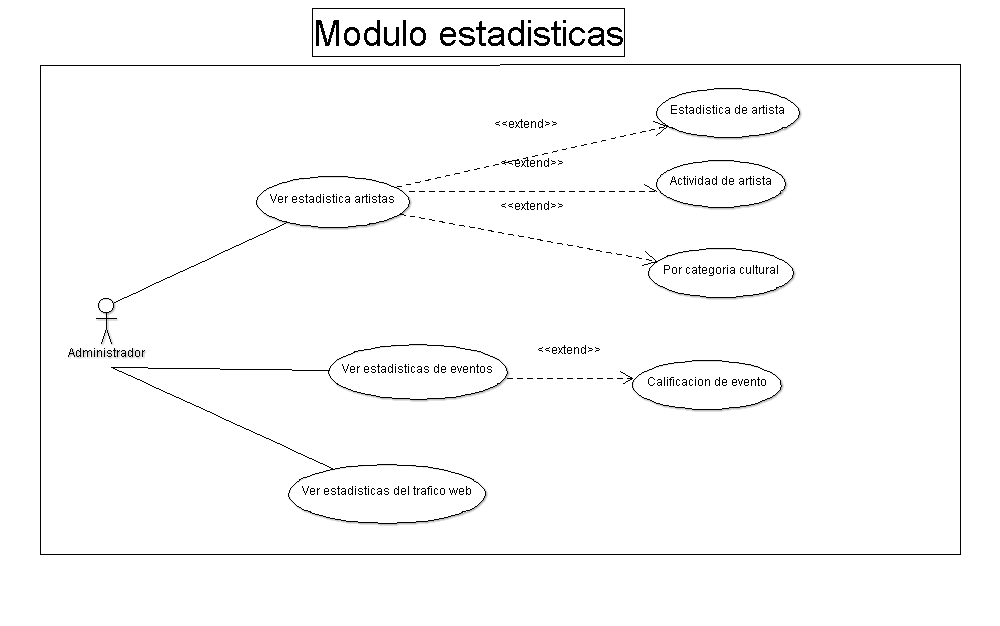 Modulo estadisticas
<<extend>>
Estadistica de artista
<<extend>>
Actividad de artista
Ver estadistica artistas
<<extend>>
Por categoria cultural
Administrador
<<extend>>
Ver estadisticas de eventos
Calificacion de evento
Ver estadisticas del trafico web